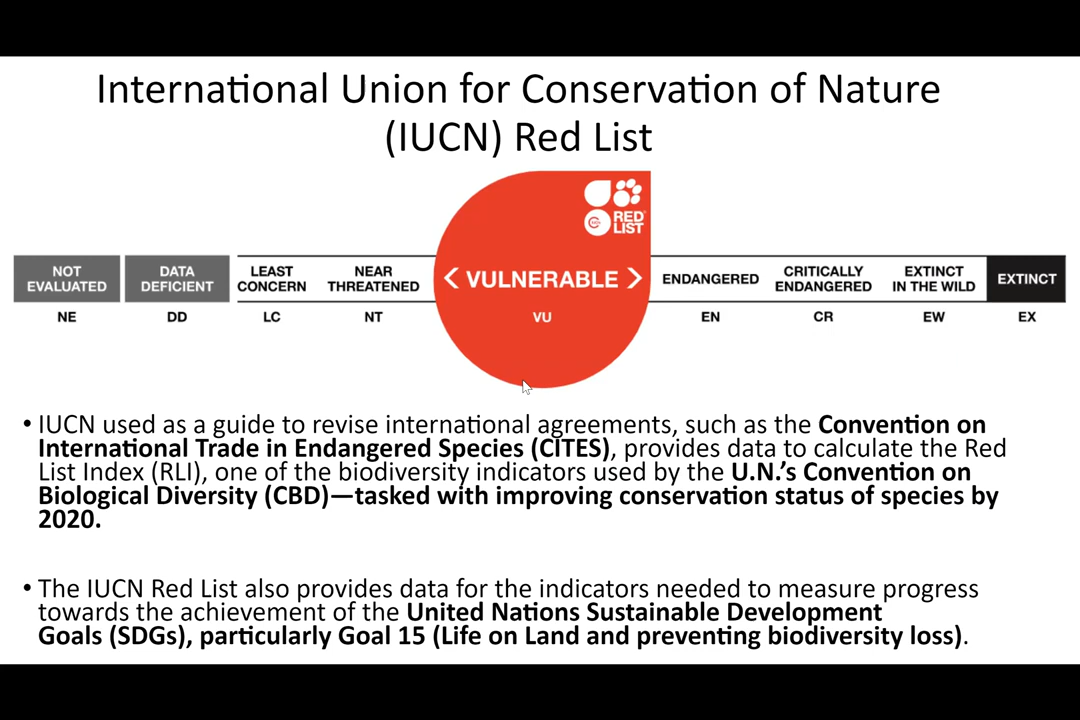 International Union for Conservation of Nature
(IUCN) Red List
RED
LIST
NOT
EVALUATED
DATA
DEFICIENT
LEAST
CONCERN
NEAR
THREATENED
< VULNERABLE >
ENDANGERED
CRITICALLY
ENDANGERED
EXTINCT
IN THE WILD
EXTINCT
NE
DD
LC
NT
VU
EN
CR
EW
EX
• IUCN used as a guide to revise international agreements, such as the Convention on
International Trade in Endangered Species (CITES), provides data to calculate the Red
List Index (RLI), one of the biodiversity indicators used by the U.N.’s Convention on
Biological Diversity (CBD)—tasked with improving conservation status of species by
2020.
• The IUCN Red List also provides data for the indicators needed to measure progress
towards the achievement of the United Nations Sustainable Development
Goals (SDGs), particularly Goal 15 (Life on Land and preventing biodiversity loss).